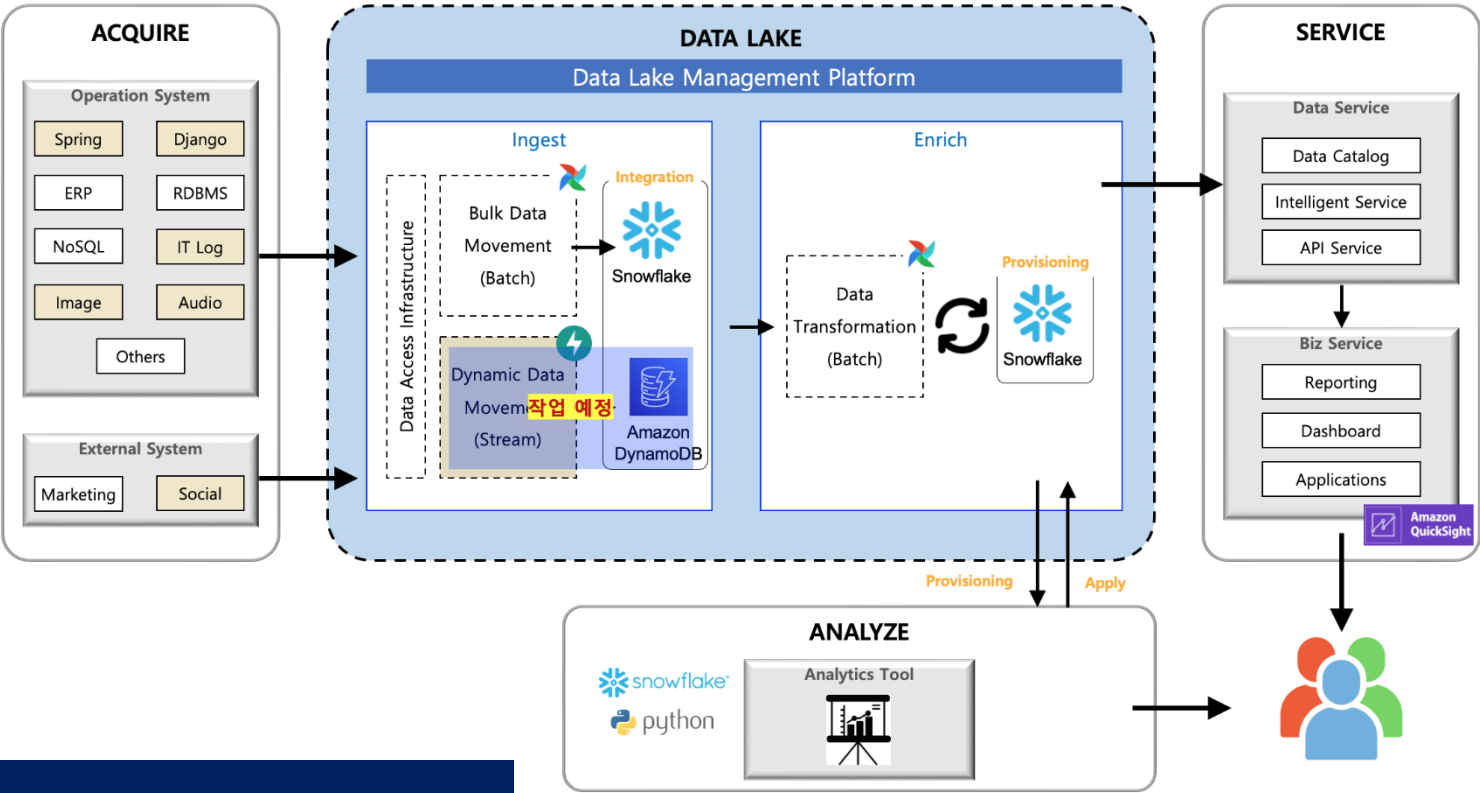 ACQUIRE
Operation System
Spring
Django
ERP
RDBMS
NoSQL
IT Log
Image
Audio
Others
External System
Marketing
Social
DATA LAKE
Data Lake Management Platform
Ingest
Data Access Infrastructure
Bulk Data
Movement
(Batch)
Integration
Snowflake
Dynamic Data
Movem
작업 예정
(Stream)
Amazon
DynamoDB
Enrich
Data
Transformation
(Batch)
Provisioning
Snowflake
SERVICE
Data Service
Data Catalog
Intelligent Service
API Service
Biz Service
Reporting
Dashboard
Applications
Amazon
QuickSight
Provisioning
Apply
ANALYZE
snowflake
python
Analytics Tool